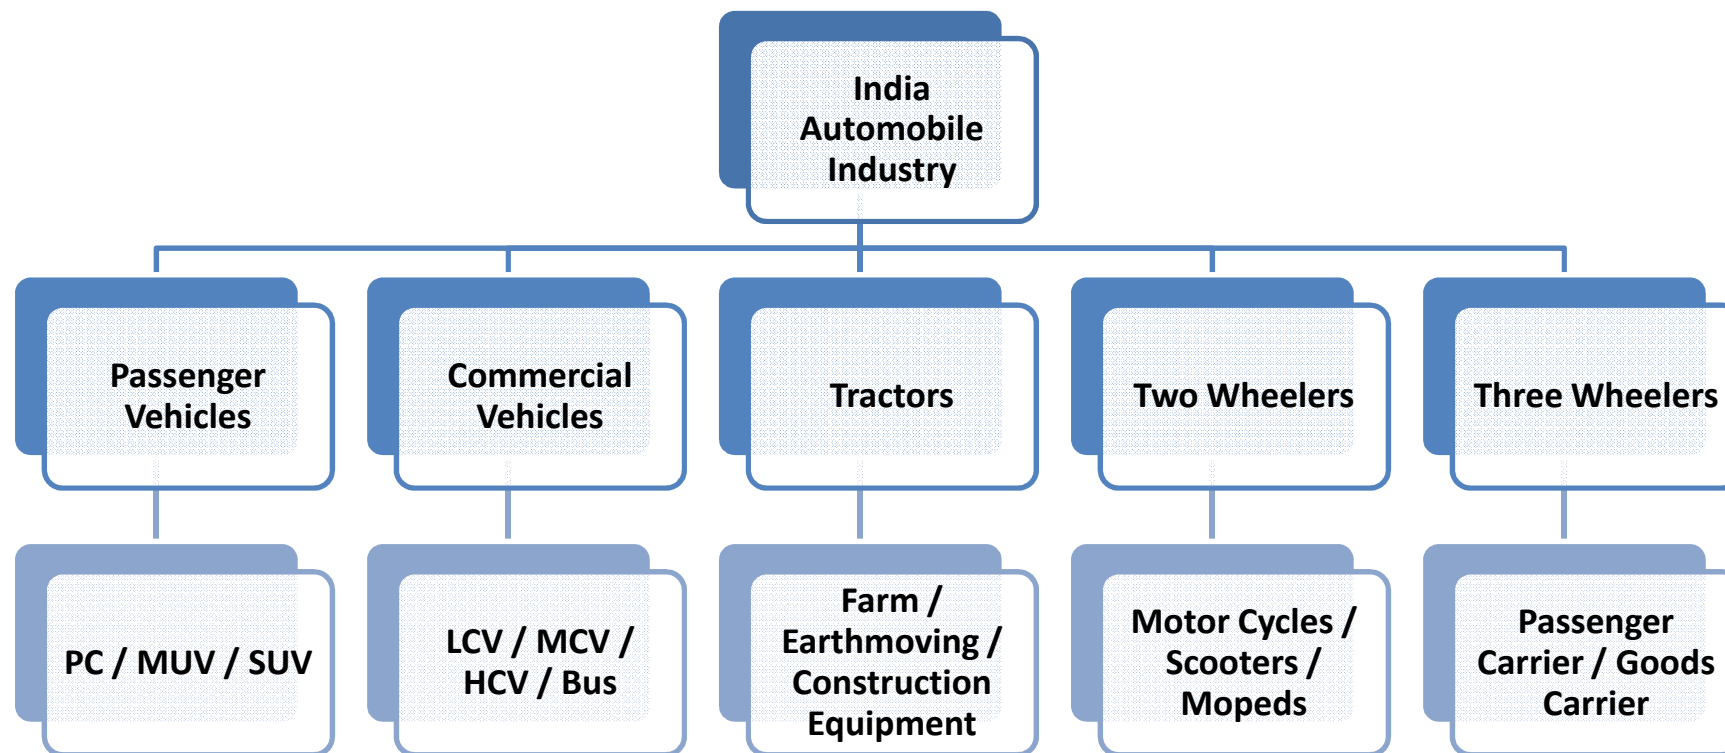 India
Automobile
Industry
Passenger
Vehicles
Commercial
Vehicles
Tractors
Two Wheelers
Three Wheelers
PC / MUV / SUV
LCV / MCV /
HCV / Bus
Farm /
Earthmoving /
Construction
Equipment
Motor Cycles /
Scooters /
Mopeds
Passenger
Carrier / Goods
Carrier